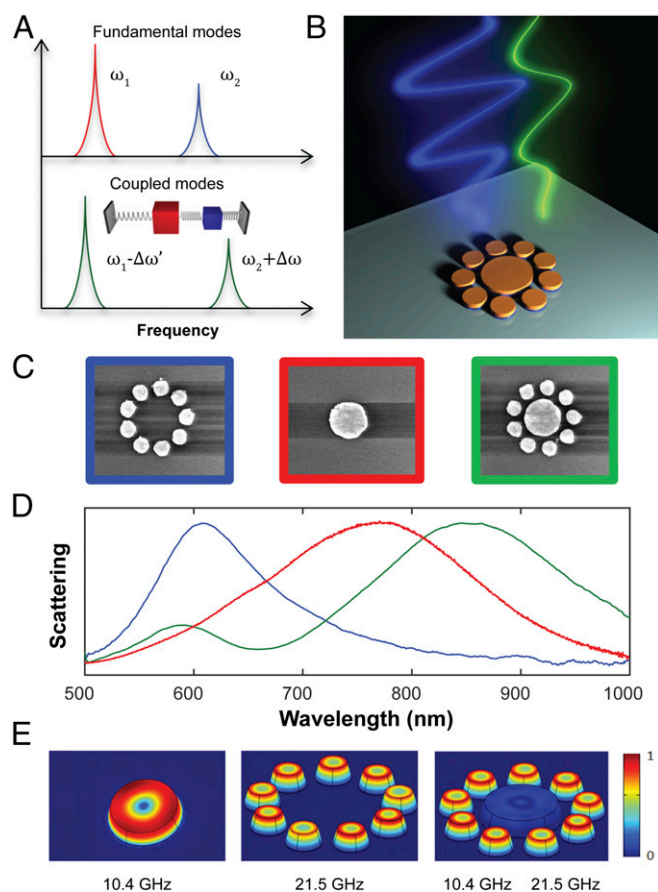 A
Fundamental modes
ω₁
ω₂
Coupled modes
ω₁-Δω’
ω₂+Δω
Frequency
B
C
D
Scattering
500 600 700 800 900 1000
Wavelength (nm)
E
1
0
10.4 GHz
21.5 GHz
10.4 GHz 21.5 GHz